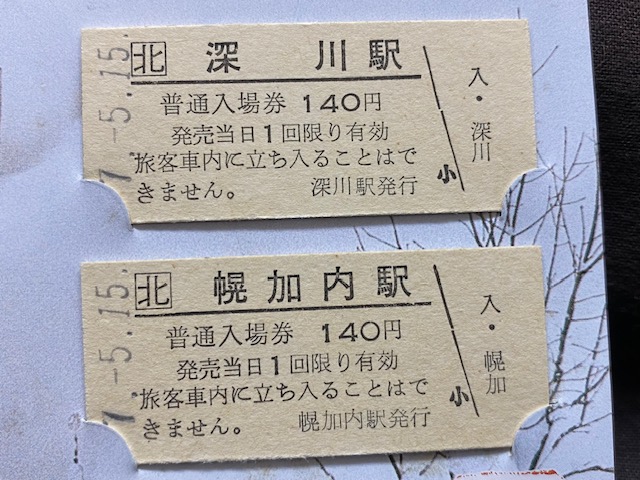 北 深川駅
普通入場券 140円
発売当日1回限り有効
旅客車内に立ち入ることはで
きません。 深川駅発行
小
入・深川
7.-5.15.
北 幌加内駅
普通入場券 140円
発売当日1回限り有効
旅客車内に立ち入ることはで
きません。 幌加内駅発行
小
入・幌加
7.-5.15.